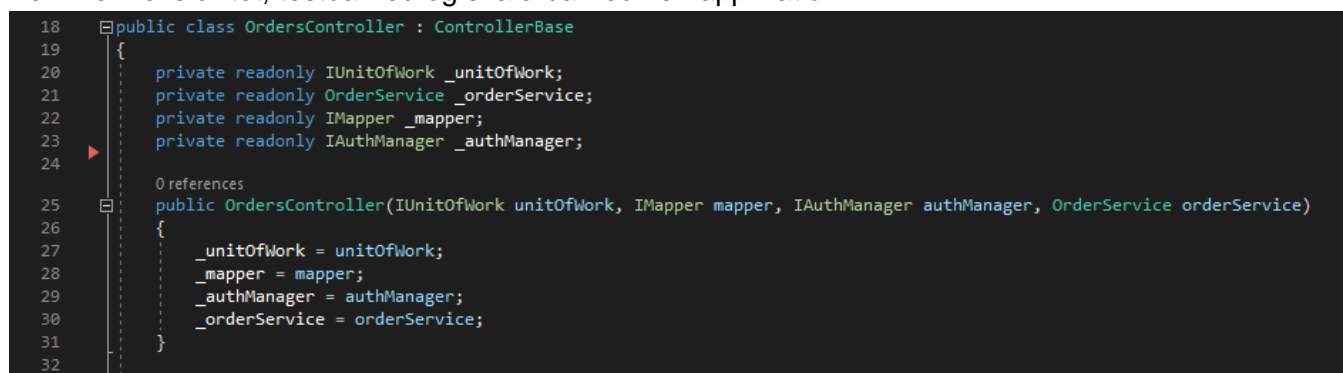 18 public class OrdersController : ControllerBase
19 {
20 private readonly IUnitOfWork _unitOfWork;
21 private readonly OrderService _orderService;
22 private readonly IMapper _mapper;
23 private readonly IAuthManager _authManager;
24
0 references
25 public OrdersController(IUnitOfWork unitOfWork, IMapper mapper, IAuthManager authManager, OrderService orderService)
26 {
27 _unitOfWork = unitOfWork;
28 _mapper = mapper;
29 _authManager = authManager;
30 _orderService = orderService;
31 }
32